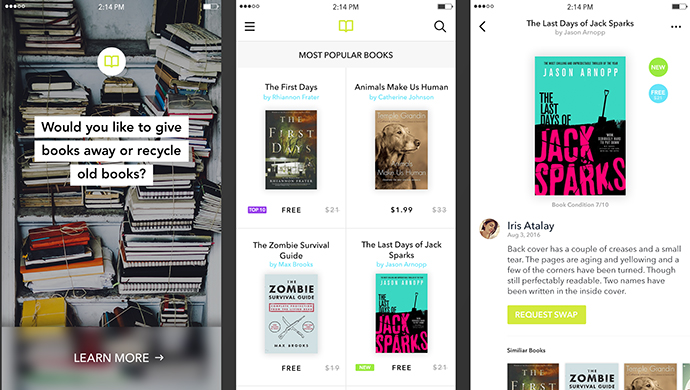 2:14 PM
Would you like to give
books away or recycle
old books?
LEARN MORE →
2:14 PM
MOST POPULAR BOOKS
The First Days
by Rhiannon Frater
THE
FIRST
DAYS
RHIANNON FRATER
TOP 10
FREE
$21
Animals Make Us Human
by Catherine Johnson
Temple Grandin
Make Us Human
$1.99
$33
The Zombie Survival
Guide
by Max Brooks
THE
ZOMBIE
SURVIVAL GUIDE
COMPLETE PROTECTION
FROM THE LIVING DEAD
MAX BROOKS
FREE
$19
The Last Days of Jack
Sparks
by Jason Arnopp
JASON ARNOPP
THE
LAST
DAYS OF
JACK
SPARKS
NEW
FREE
$21
2:14 PM
The Last Days of Jack Sparks
by Jason Arnopp
JASON ARNOPP
THE
LAST
DAYS OF
JACK
SPARKS
NEW
FREE
$21
Book Condition 7/10
Iris Atalay
Aug 3, 2016
Back cover has a couple of creases and a small
tear. The pages are aging and yellowing and a
few of the corners have been turned. Though
still perfectably readable. Two names have
been written in the inside cover.
REQUEST SWAP
Similiar Books
THE
FIRST
Temple Grandin
THE
ZOMBIE